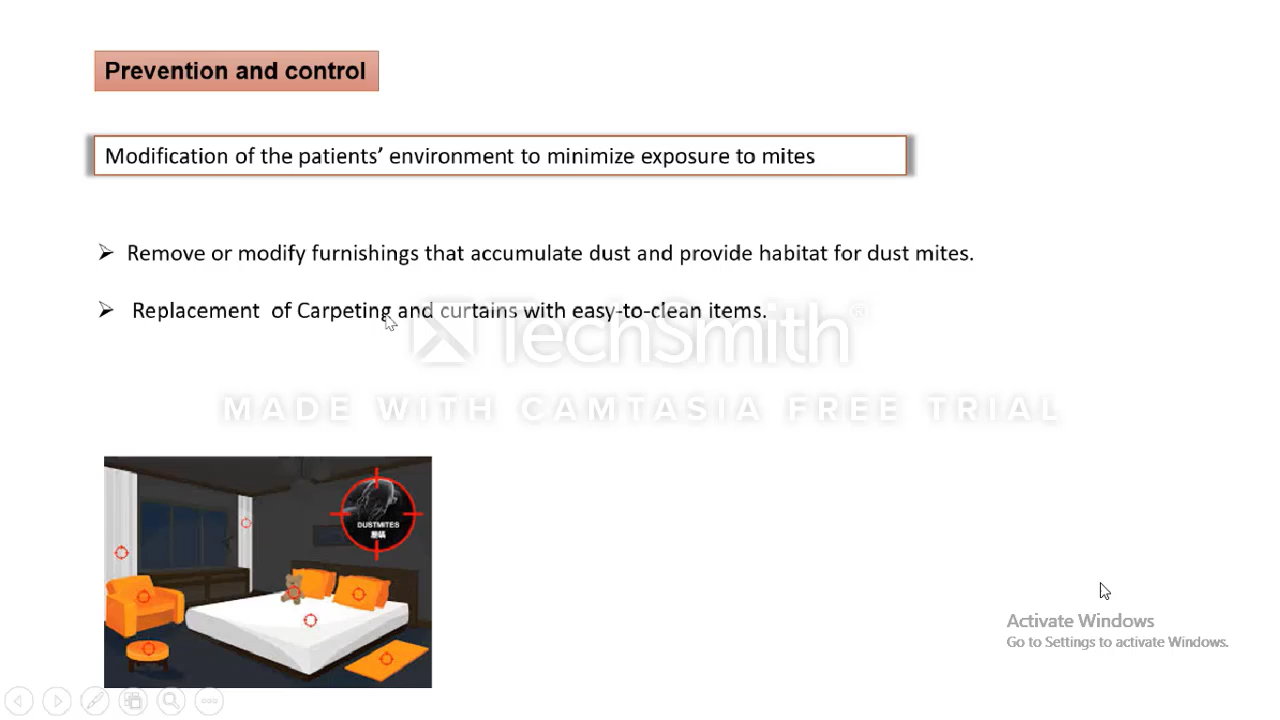 Prevention and control
Modification of the patients’ environment to minimize exposure to mites
Remove or modify furnishings that accumulate dust and provide habitat for dust mites.
Replacement of Carpeting and curtains with easy-to-clean items.
TechSmith®
MADE WITH CAMTASIA FREE TRIAL
DUSTMITES
Activate Windows
Go to Settings to activate Windows.